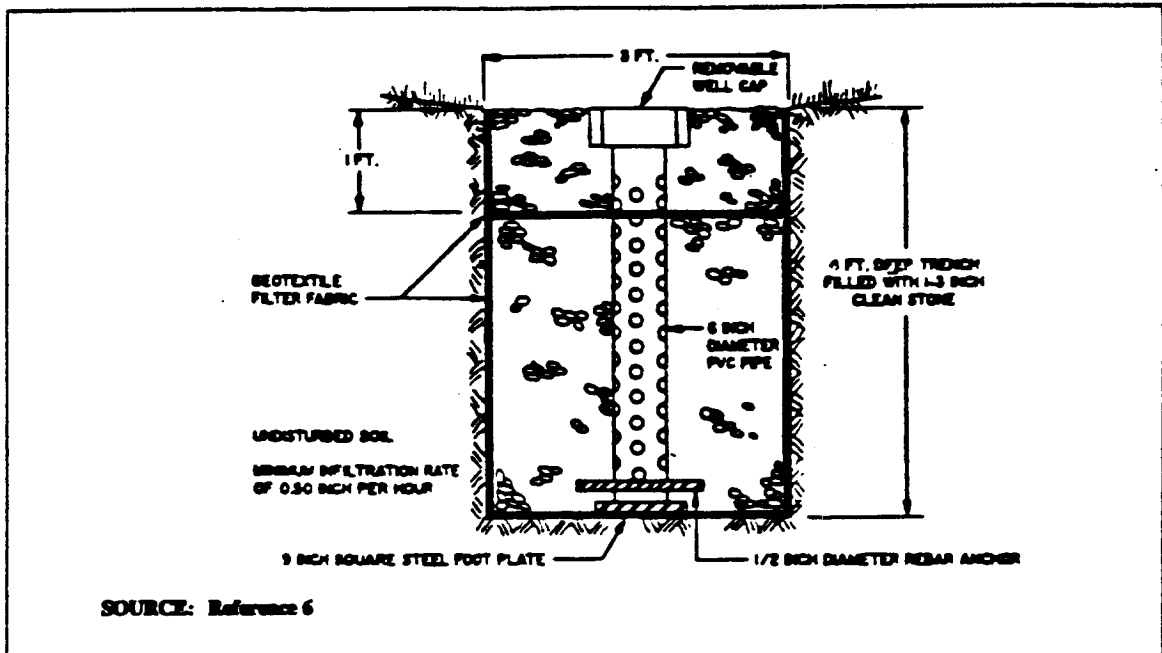 3 FT.
REMOVABLE
WELL CAP
1 FT.
GEOTEXTILE
FILTER FABRIC
4 FT. DEEP TRENCH
FILLED WITH 1-3 INCH
CLEAN STONE
6 INCH
DIAMETER
PVC PIPE
UNDISTURBED SOIL
MINIMUM INFILTRATION RATE
OF 0.50 INCH PER HOUR
9 INCH SQUARE STEEL FOOT PLATE
1/2 INCH DIAMETER REBAR ANCHOR
SOURCE: Reference 6